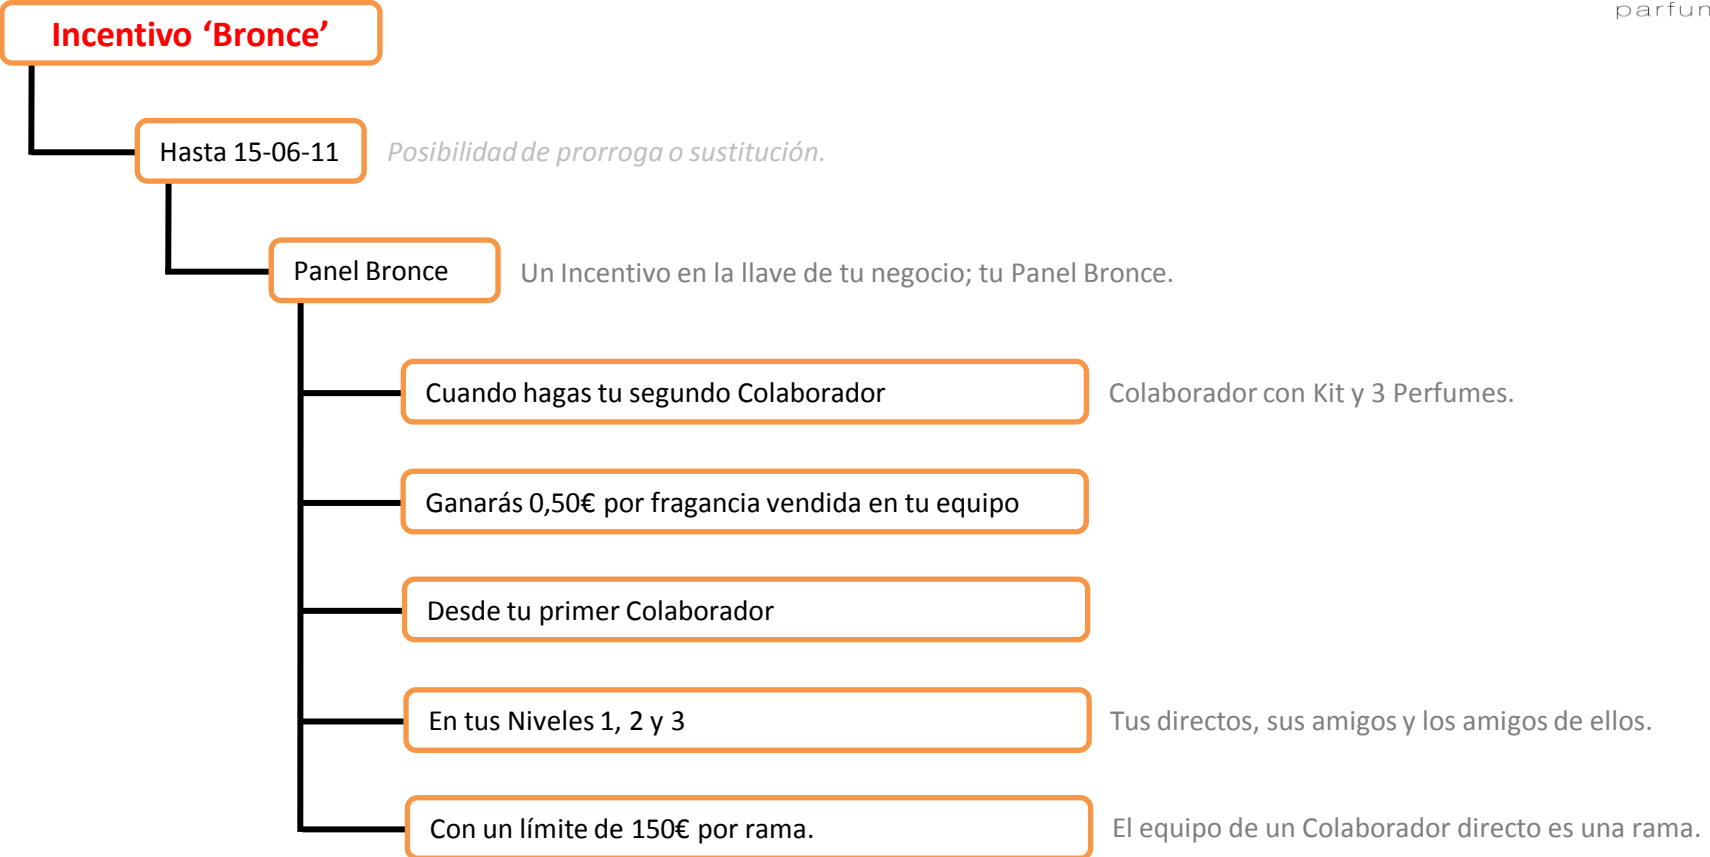 parfun
Incentivo ‘Bronce’
Hasta 15-06-11 Posibilidad de prorroga o sustitución.
Panel Bronce Un Incentivo en la llave de tu negocio; tu Panel Bronce.
Cuando hagas tu segundo Colaborador Colaborador con Kit y 3 Perfumes.
Ganarás 0,50€ por fragancia vendida en tu equipo
Desde tu primer Colaborador
En tus Niveles 1, 2 y 3 Tus directos, sus amigos y los amigos de ellos.
Con un límite de 150€ por rama. El equipo de un Colaborador directo es una rama.